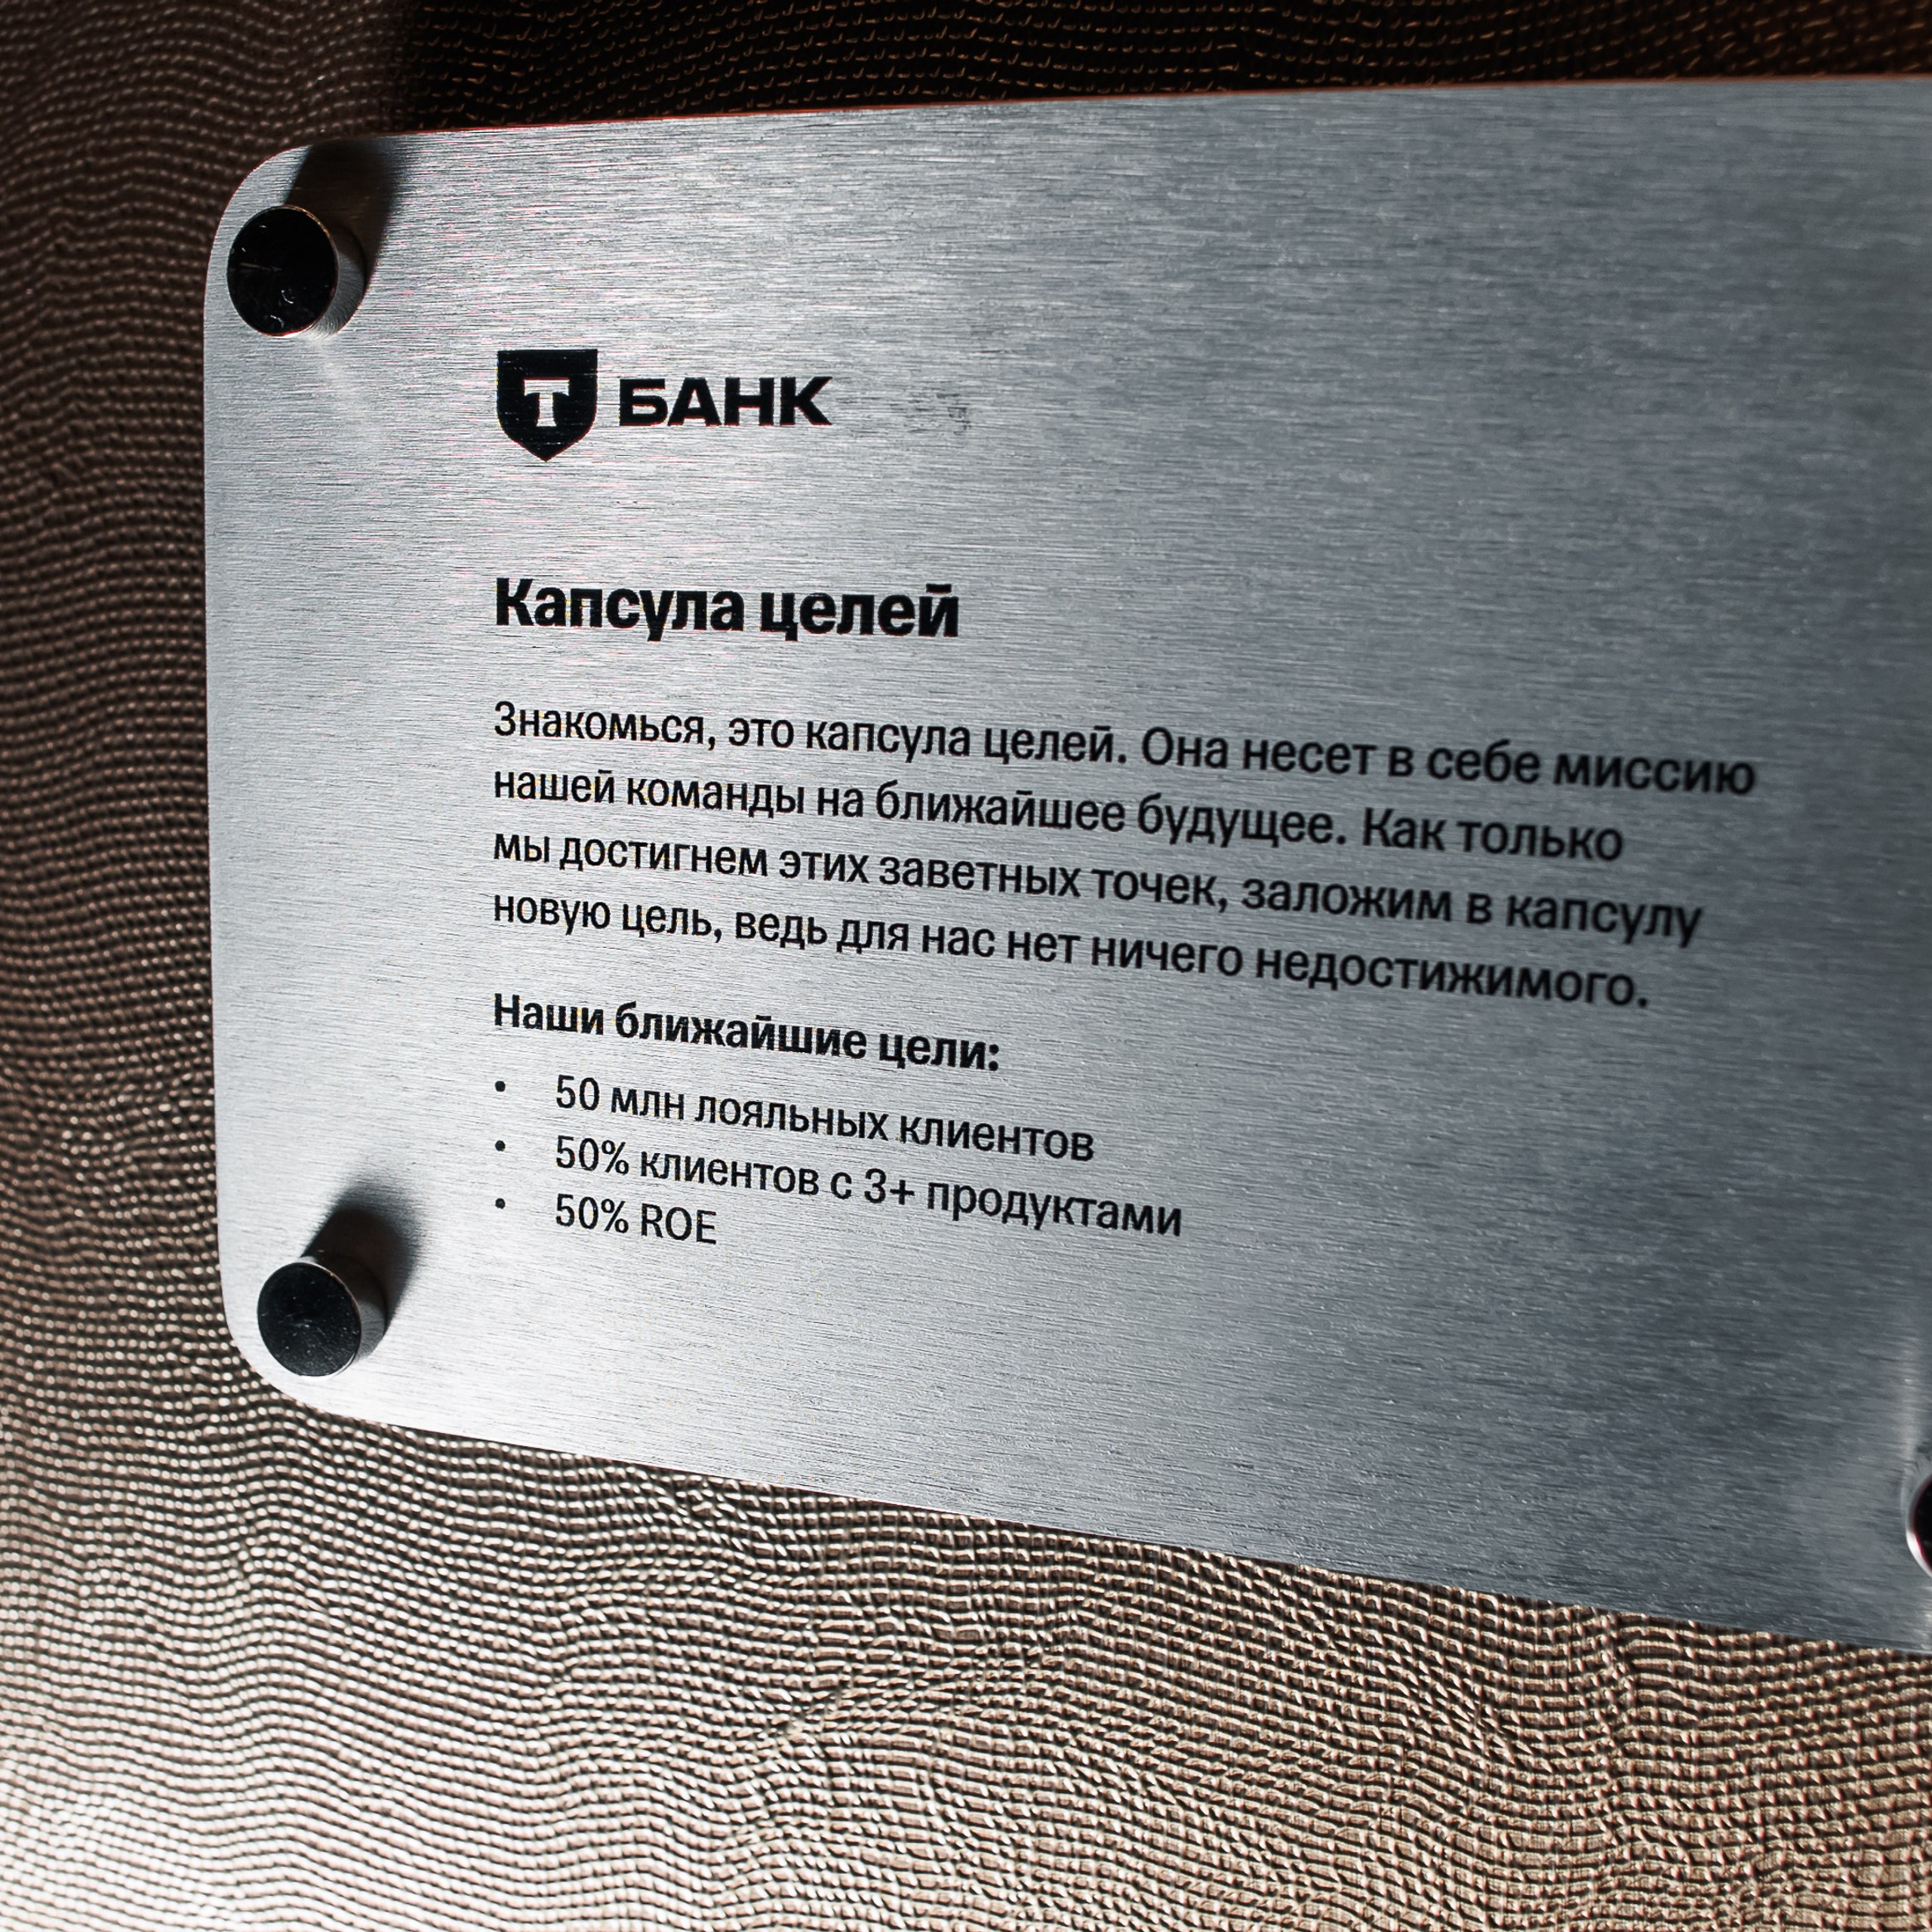 Т БАНК
Капсула целей
Знакомься, это капсула целей. Она несет в себе миссию
нашей команды на ближайшее будущее. Как только
мы достигнем этих заветных точек, заложим в капсулу
новую цель, ведь для нас нет ничего недостижимого.
Наши ближайшие цели:
• 50 млн лояльных клиентов
• 50% клиентов с 3+ продуктами
• 50% ROE